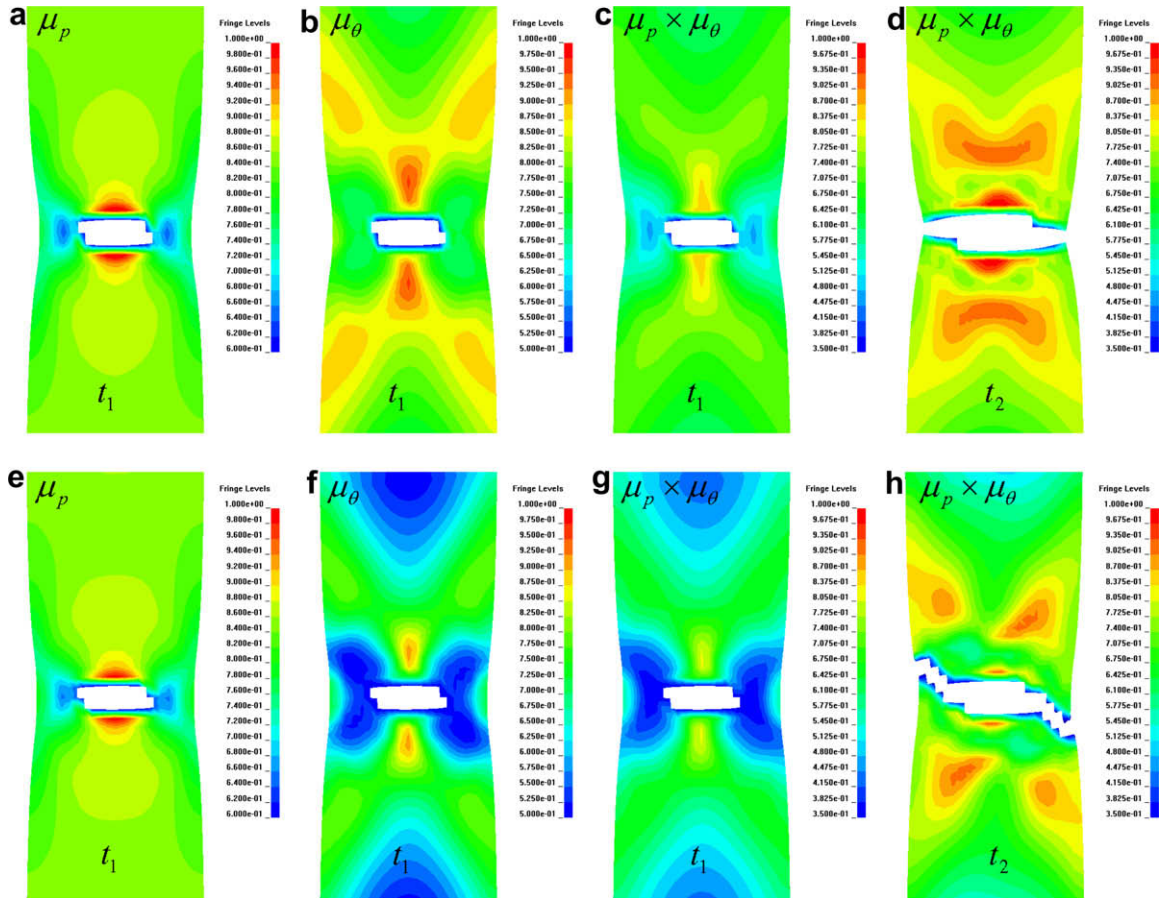 a
μp
Fringe Levels
1.000e+00
9.800e-01
9.600e-01
9.400e-01
9.200e-01
9.000e-01
8.800e-01
8.600e-01
8.400e-01
8.200e-01
8.000e-01
7.800e-01
7.600e-01
7.400e-01
7.200e-01
7.000e-01
6.800e-01
6.600e-01
6.400e-01
6.200e-01
6.000e-01
t1
b
μθ
Fringe Levels
1.000e+00
9.750e-01
9.500e-01
9.250e-01
9.000e-01
8.750e-01
8.500e-01
8.250e-01
8.000e-01
7.750e-01
7.500e-01
7.250e-01
7.000e-01
6.750e-01
6.500e-01
6.250e-01
6.000e-01
5.750e-01
5.500e-01
5.250e-01
5.000e-01
t1
c
μp × μθ
Fringe Levels
1.000e+00
9.675e-01
9.350e-01
9.025e-01
8.700e-01
8.375e-01
8.050e-01
7.725e-01
7.400e-01
7.075e-01
6.750e-01
6.425e-01
6.100e-01
5.775e-01
5.450e-01
5.125e-01
4.800e-01
4.475e-01
4.150e-01
3.825e-01
3.500e-01
t1
d
μp × μθ
Fringe Levels
1.000e+00
9.675e-01
9.350e-01
9.025e-01
8.700e-01
8.375e-01
8.050e-01
7.725e-01
7.400e-01
7.075e-01
6.750e-01
6.425e-01
6.100e-01
5.775e-01
5.450e-01
5.125e-01
4.800e-01
4.475e-01
4.150e-01
3.825e-01
3.500e-01
t2
e
μp
Fringe Levels
1.000e+00
9.800e-01
9.600e-01
9.400e-01
9.200e-01
9.000e-01
8.800e-01
8.600e-01
8.400e-01
8.200e-01
8.000e-01
7.800e-01
7.600e-01
7.400e-01
7.200e-01
7.000e-01
6.800e-01
6.600e-01
6.400e-01
6.200e-01
6.000e-01
t1
f
μθ
Fringe Levels
1.000e+00
9.750e-01
9.500e-01
9.250e-01
9.000e-01
8.750e-01
8.500e-01
8.250e-01
8.000e-01
7.750e-01
7.500e-01
7.250e-01
7.000e-01
6.750e-01
6.500e-01
6.250e-01
6.000e-01
5.750e-01
5.500e-01
5.250e-01
5.000e-01
t1
g
μp × μθ
Fringe Levels
1.000e+00
9.675e-01
9.350e-01
9.025e-01
8.700e-01
8.375e-01
8.050e-01
7.725e-01
7.400e-01
7.075e-01
6.750e-01
6.425e-01
6.100e-01
5.775e-01
5.450e-01
5.125e-01
4.800e-01
4.475e-01
4.150e-01
3.825e-01
3.500e-01
t1
h
μp × μθ
Fringe Levels
1.000e+00
9.675e-01
9.350e-01
9.025e-01
8.700e-01
8.375e-01
8.050e-01
7.725e-01
7.400e-01
7.075e-01
6.750e-01
6.425e-01
6.100e-01
5.775e-01
5.450e-01
5.125e-01
4.800e-01
4.475e-01
4.150e-01
3.825e-01
3.500e-01
t2